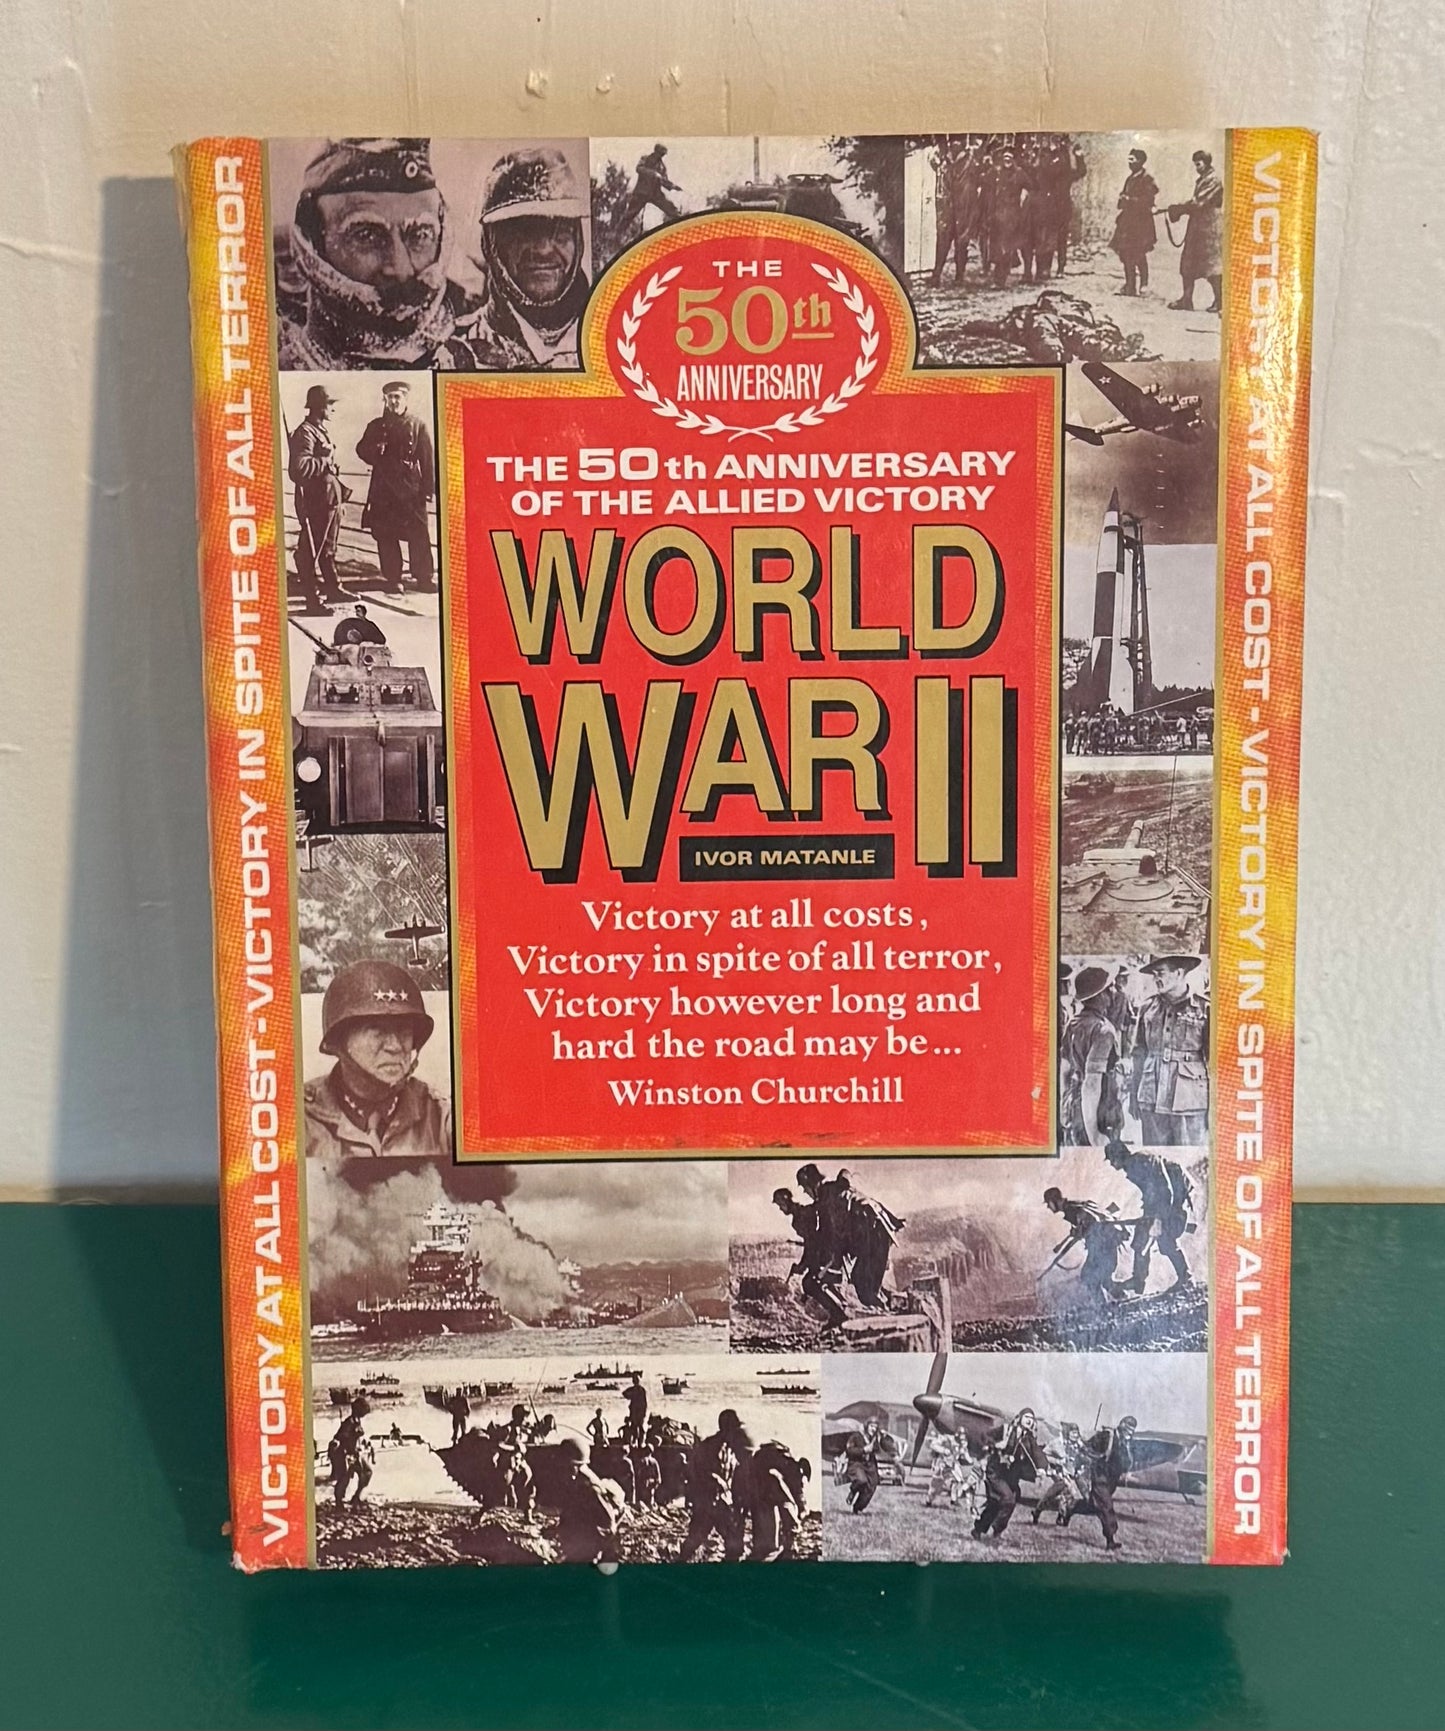 VICTORY AT ALL COST - VICTORY IN SPITE OF ALL TERROR
THE
50th
ANNIVERSARY
THE 50th ANNIVERSARY
OF THE ALLIED VICTORY
WORLD
WAR II
IVOR MATANLE
Victory at all costs,
Victory in spite of all terror,
Victory however long and
hard the road may be...
Winston Churchill
VICTORY AT ALL COST - VICTORY IN SPITE OF ALL TERROR